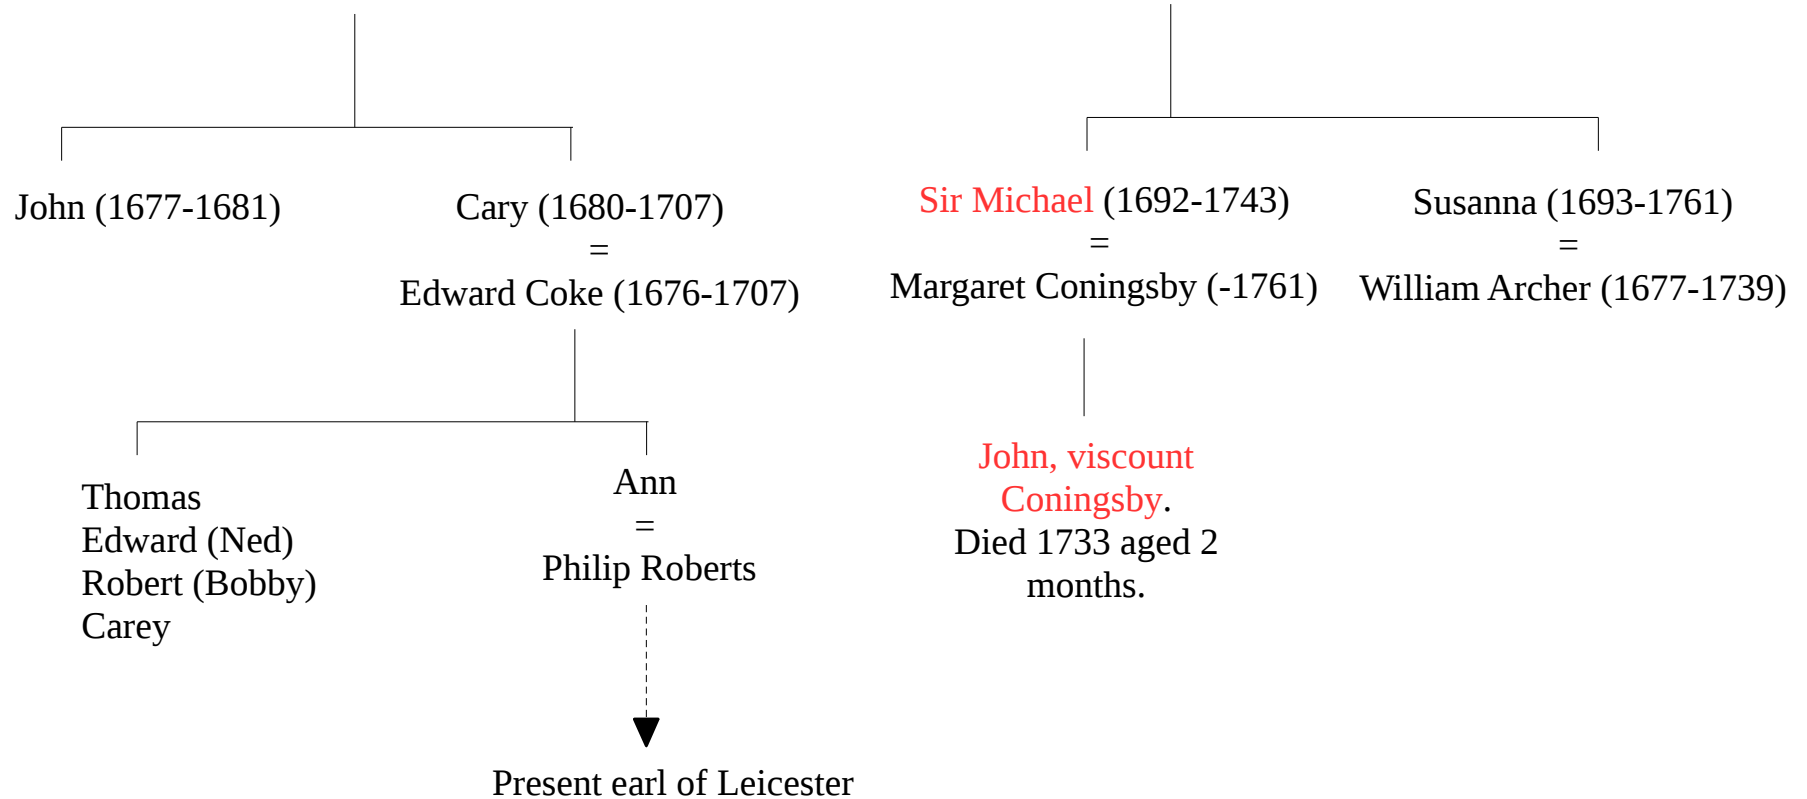 John (1677-1681)
Cary (1680-1707)
=
Edward Coke (1676-1707)
Sir Michael (1692-1743)
=
Margaret Coningsby (-1761)
Susanna (1693-1761)
=
William Archer (1677-1739)
Thomas
Edward (Ned)
Robert (Bobby)
Carey
Ann
=
Philip Roberts
John, viscount
Coningsby.
Died 1733 aged 2
months.
Present earl of Leicester